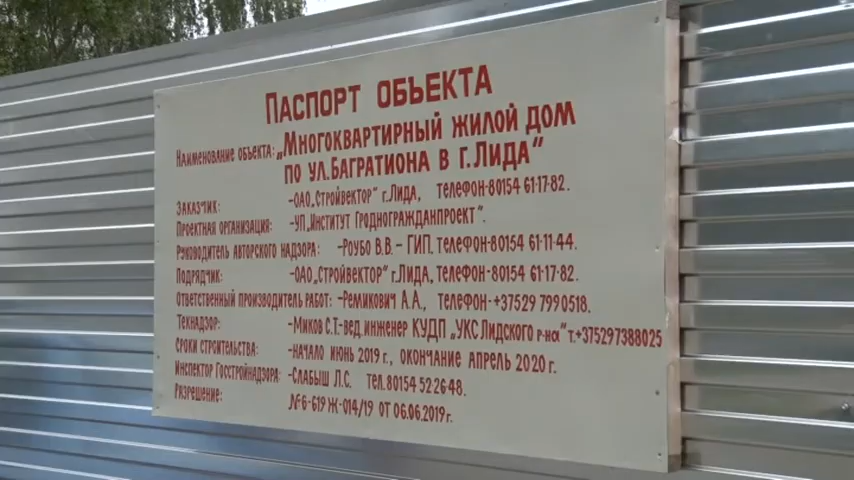 ПАСПОРТ ОБЪЕКТА
НАИМЕНОВАНИЕ ОБЪЕКТА: „МНОГОКВАРТИРНЫЙ ЖИЛОЙ ДОМ
ПО УЛ.БАГРАТИОНА В Г.ЛИДА"
ЗАКАЗЧИК: -ОАО„СТРОЙВЕКТОР" г.ЛИДА, ТЕЛЕФОН-80154 61-17-82.
ПРОЕКТНАЯ ОРГАНИЗАЦИЯ: -УП„ИНСТИТУТ ГРОДНОГРАЖДАНПРОЕКТ".
РУКОВОДИТЕЛЬ АВТОРСКОГО НАДЗОРА: -РОУБО В.В.- ГИП, ТЕЛЕФОН-80154 61-11-44.
ПОДРЯДЧИК: -ОАО„СТРОЙВЕКТОР" г.ЛИДА, ТЕЛЕФОН-80154 61-17-82.
ОТВЕТСТВЕННЫЙ ПРОИЗВОДИТЕЛЬ РАБОТ: -РЕМИКОВИЧ А.А., ТЕЛЕФОН-+37529 7990518.
ТЕХНАДЗОР: -МИКОВ С.Т.-ВЕД. ИНЖЕНЕР КУДП „УКС ЛИДСКОГО Р-НА" Т.+375297388025
СРОКИ СТРОИТЕЛЬСТВА: -НАЧАЛО ИЮНЬ 2019 г., ОКОНЧАНИЕ АПРЕЛЬ 2020 г.
ИНСПЕКТОР ГОССТРОЙНАДЗОРА: -СЛАБЫШ Л.С. ТЕЛ.80154 52-26-48.
РАЗРЕШЕНИЕ: №6-619 Ж-014/19 ОТ 06.06.2019г.